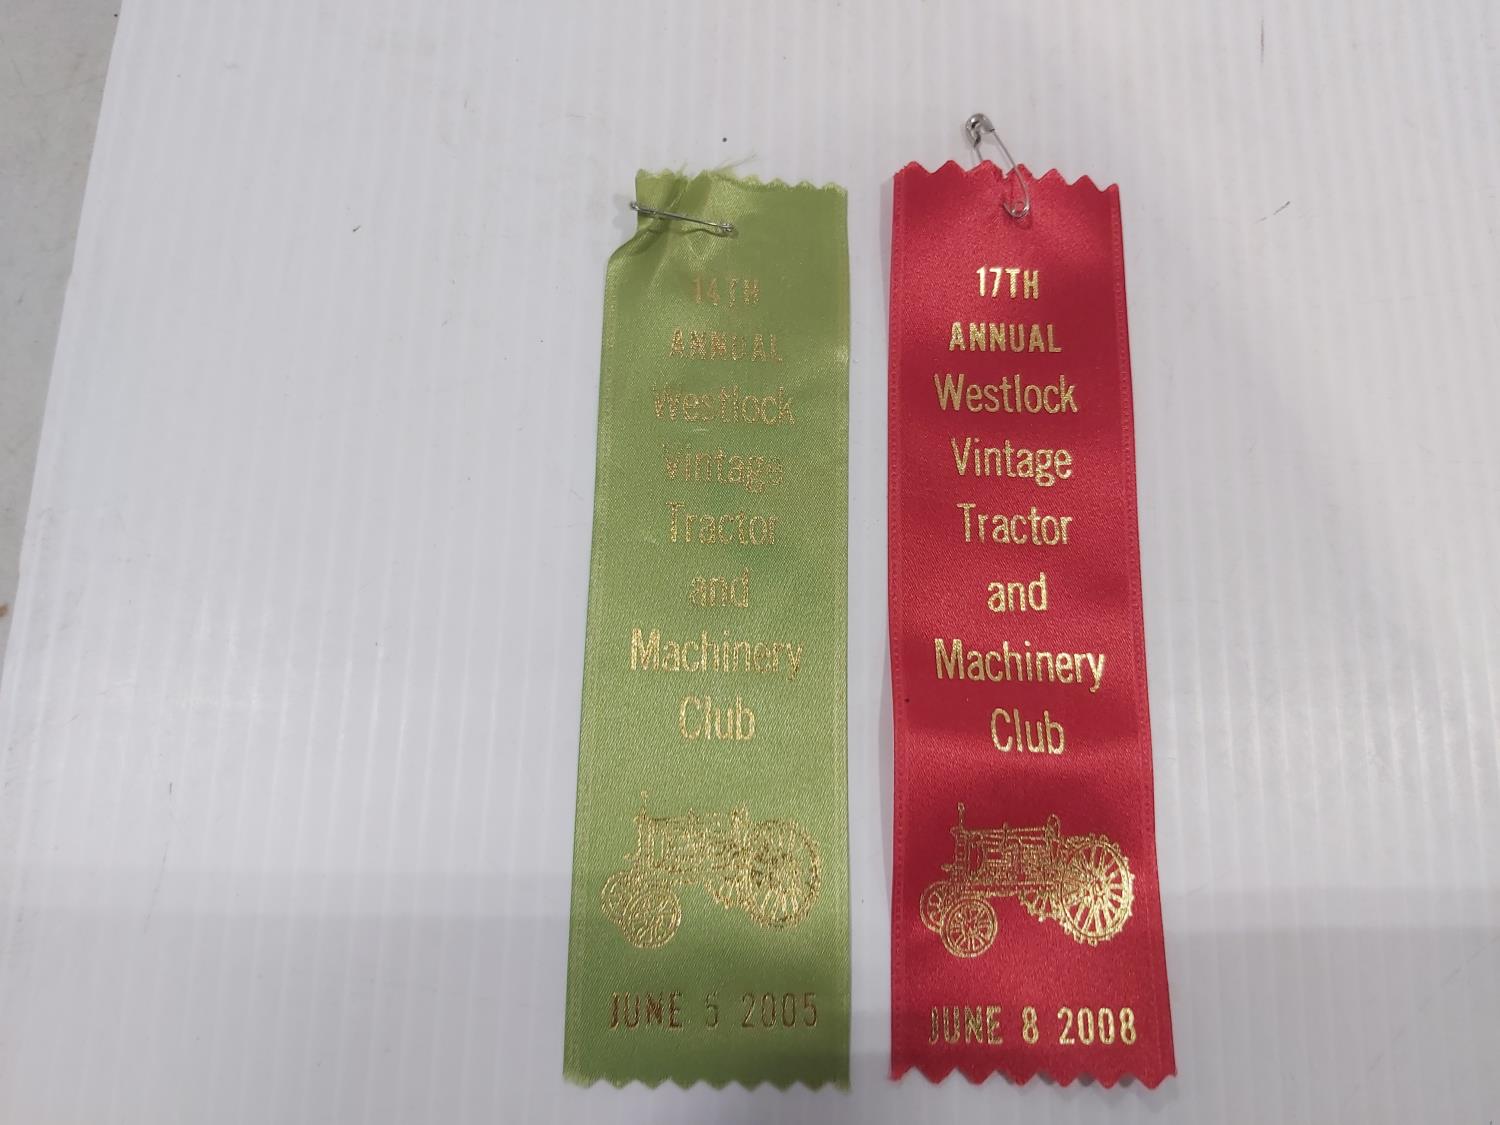 14TH
ANNUAL
Westlock
Vintage
Tractor
and
Machinery
Club
JUNE 5 2005
17TH
ANNUAL
Westlock
Vintage
Tractor
and
Machinery
Club
JUNE 8 2008